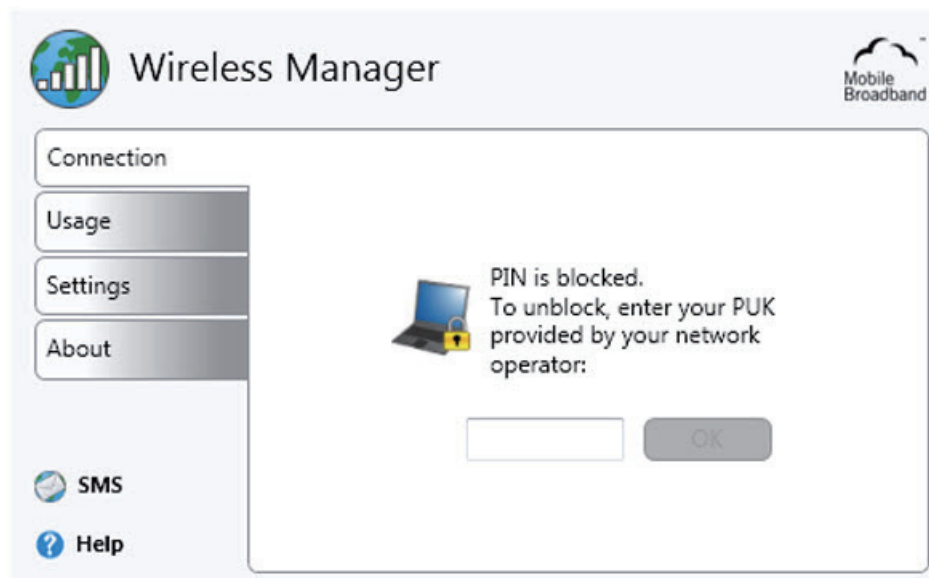 Wireless Manager
Mobile
Broadband
Connection
Usage
Settings
About
PIN is blocked.
To unblock, enter your PUK
provided by your network
operator:
OK
SMS
Help